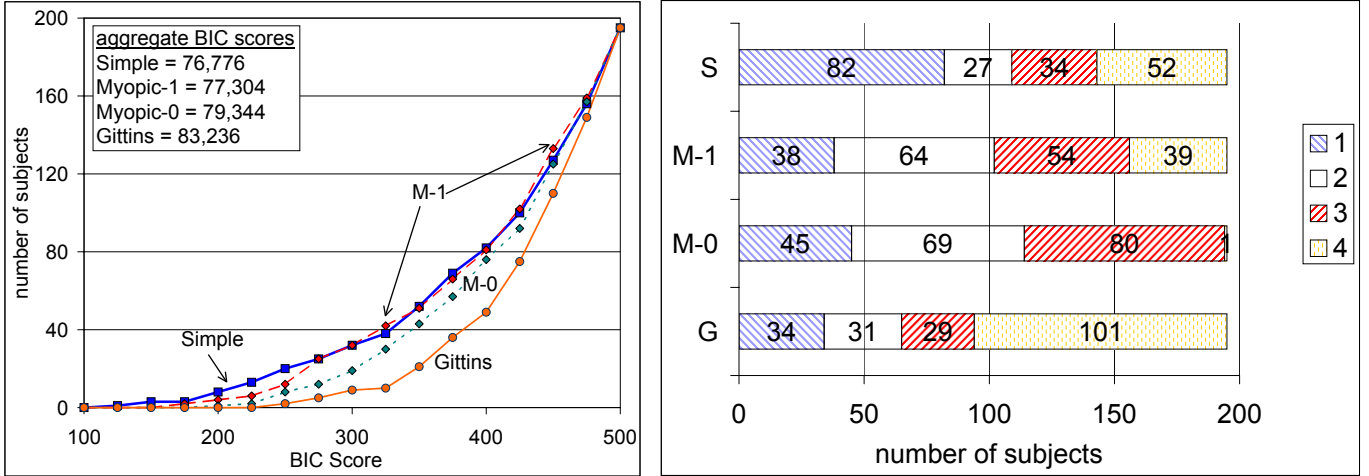 200
160
120
80
40
0
number of subjects
aggregate BIC scores
Simple = 76,776
Myopic-1 = 77,304
Myopic-0 = 79,344
Gittins = 83,236
M-1
M-0
Simple
Gittins
100 200 300 400 500
BIC Score
S 82 27 34 52
M-1 38 64 54 39
M-0 45 69 80 1
G 34 31 29 101
0 50 100 150 200
number of subjects
1
2
3
4